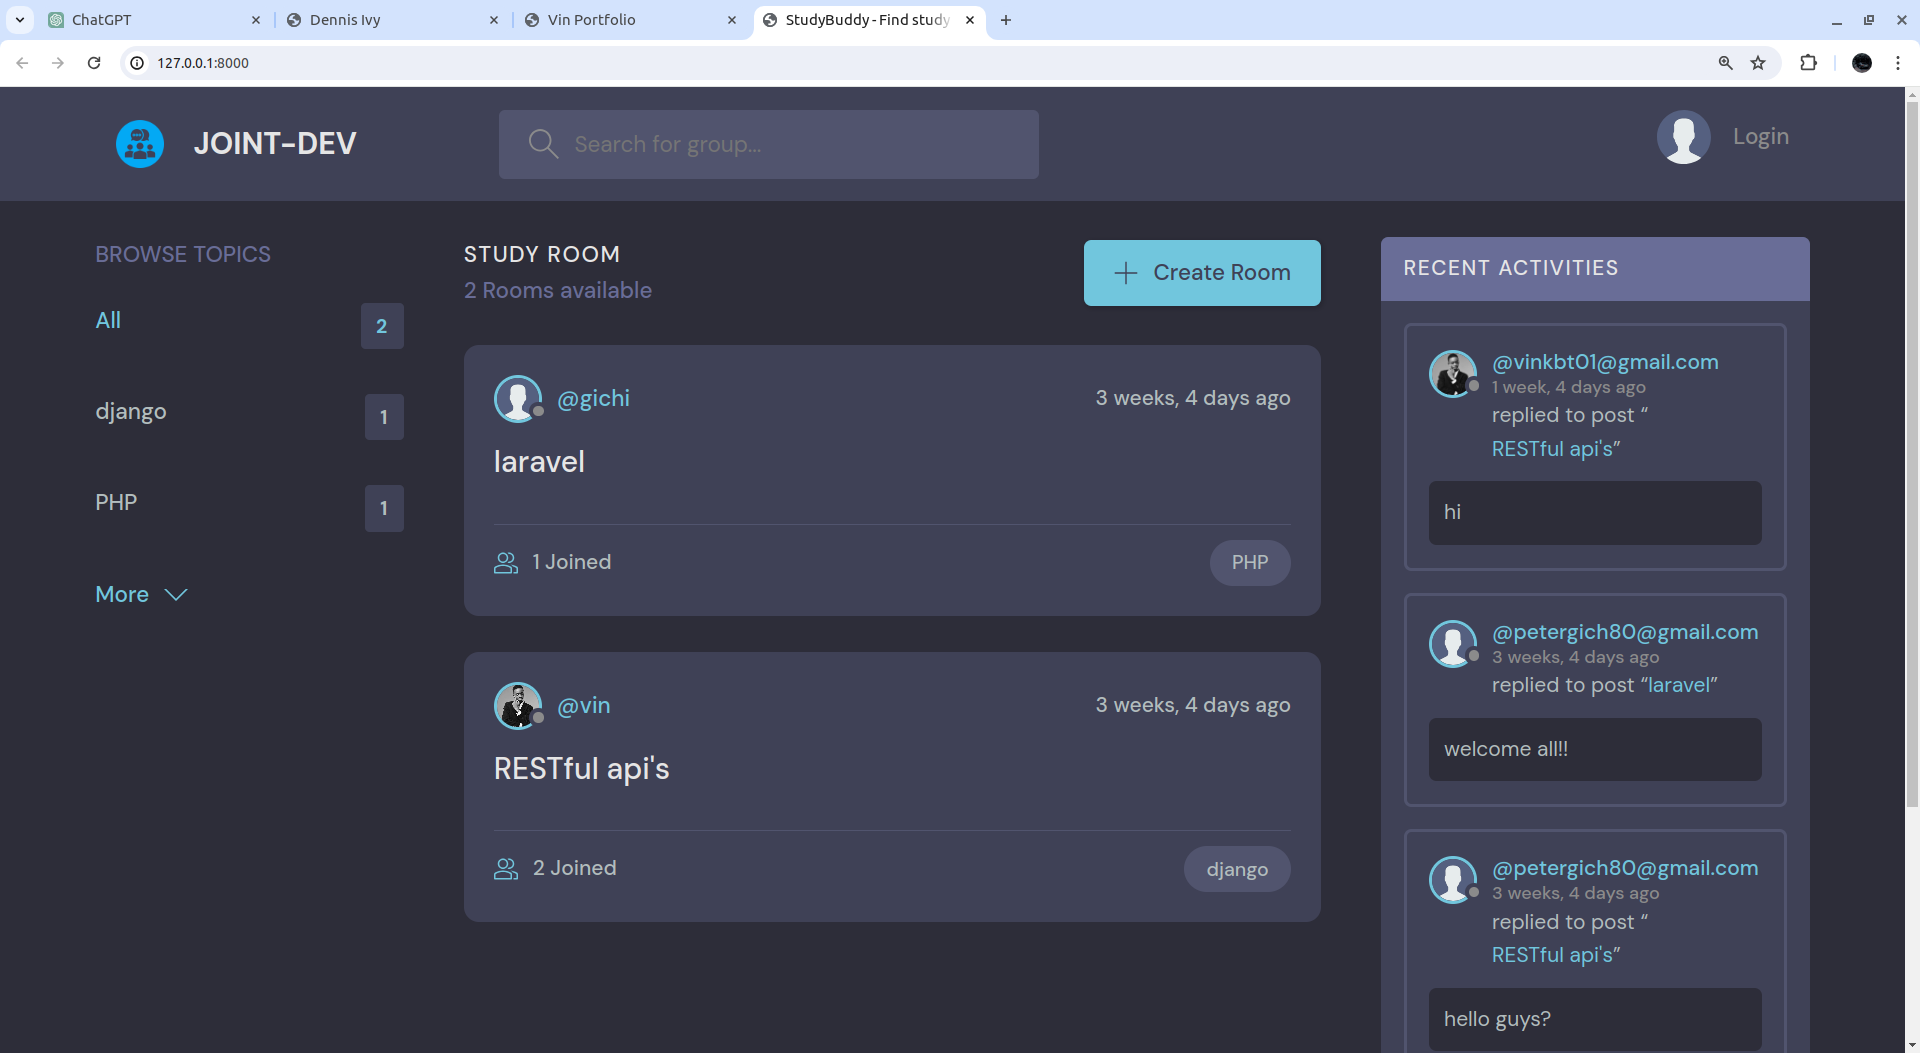 ChatGPT
Dennis Ivy
Vin Portfolio
StudyBuddy - Find study
127.0.0.1:8000
JOINT-DEV
Search for group...
Login
BROWSE TOPICS
All 2
django 1
PHP 1
More
STUDY ROOM
2 Rooms available
Create Room
@gichi 3 weeks, 4 days ago
laravel
1 Joined PHP
@vin 3 weeks, 4 days ago
RESTful api's
2 Joined django
RECENT ACTIVITIES
@vinkbt01@gmail.com
1 week, 4 days ago
replied to post “
RESTful api's”
hi
@petergich80@gmail.com
3 weeks, 4 days ago
replied to post “laravel”
welcome all!!
@petergich80@gmail.com
3 weeks, 4 days ago
replied to post “
RESTful api's”
hello guys?